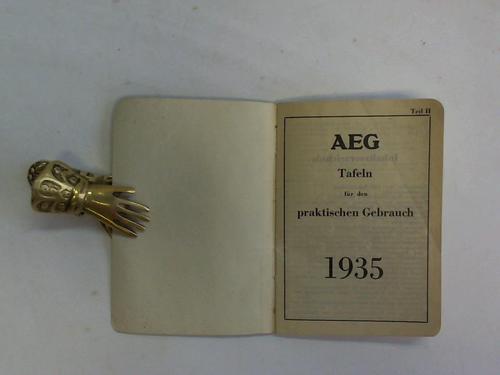 Teil II
AEG
Tafeln
für den
praktischen Gebrauch
1935